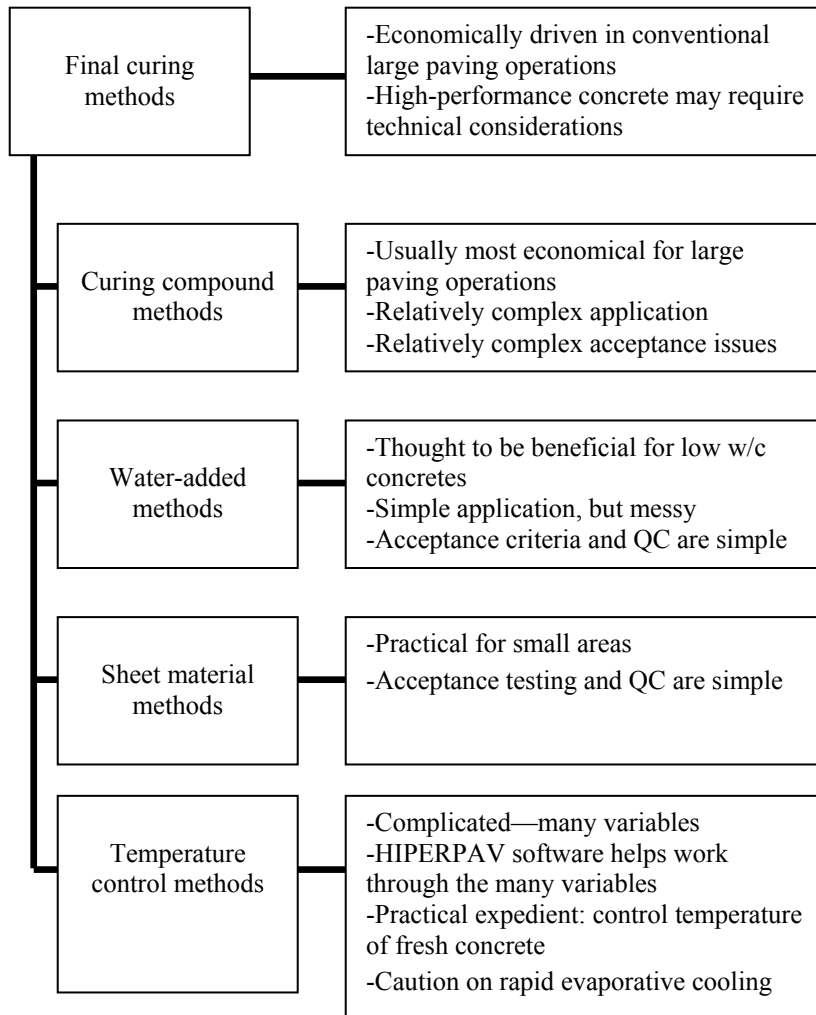 Final curing
methods
-Economically driven in conventional
large paving operations
-High-performance concrete may require
technical considerations
Curing compound
methods
-Usually most economical for large
paving operations
-Relatively complex application
-Relatively complex acceptance issues
Water-added
methods
-Thought to be beneficial for low w/c
concretes
-Simple application, but messy
-Acceptance criteria and QC are simple
Sheet material
methods
-Practical for small areas
-Acceptance testing and QC are simple
Temperature
control methods
-Complicated—many variables
-HIPERPAV software helps work
through the many variables
-Practical expedient: control temperature
of fresh concrete
-Caution on rapid evaporative cooling